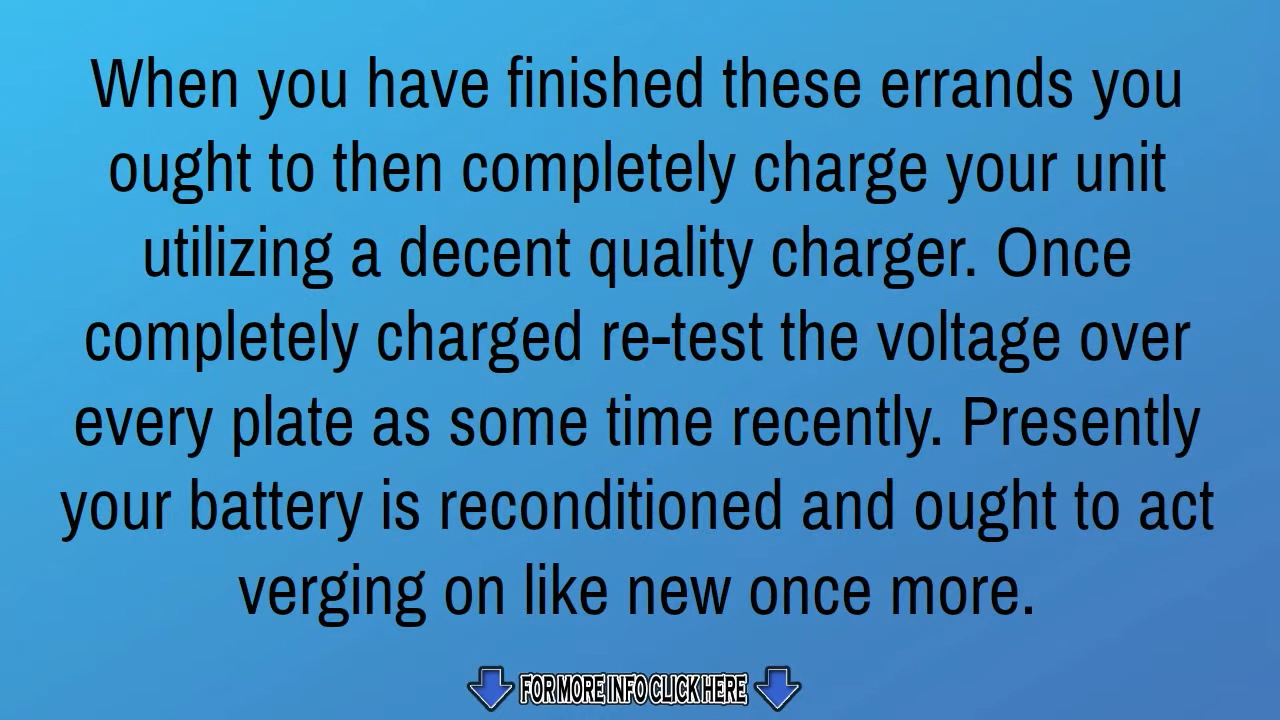 When you have finished these errands you
ought to then completely charge your unit
utilizing a decent quality charger. Once
completely charged re-test the voltage over
every plate as some time recently. Presently
your battery is reconditioned and ought to act
verging on like new once more.
FOR MORE INFO CLICK HERE